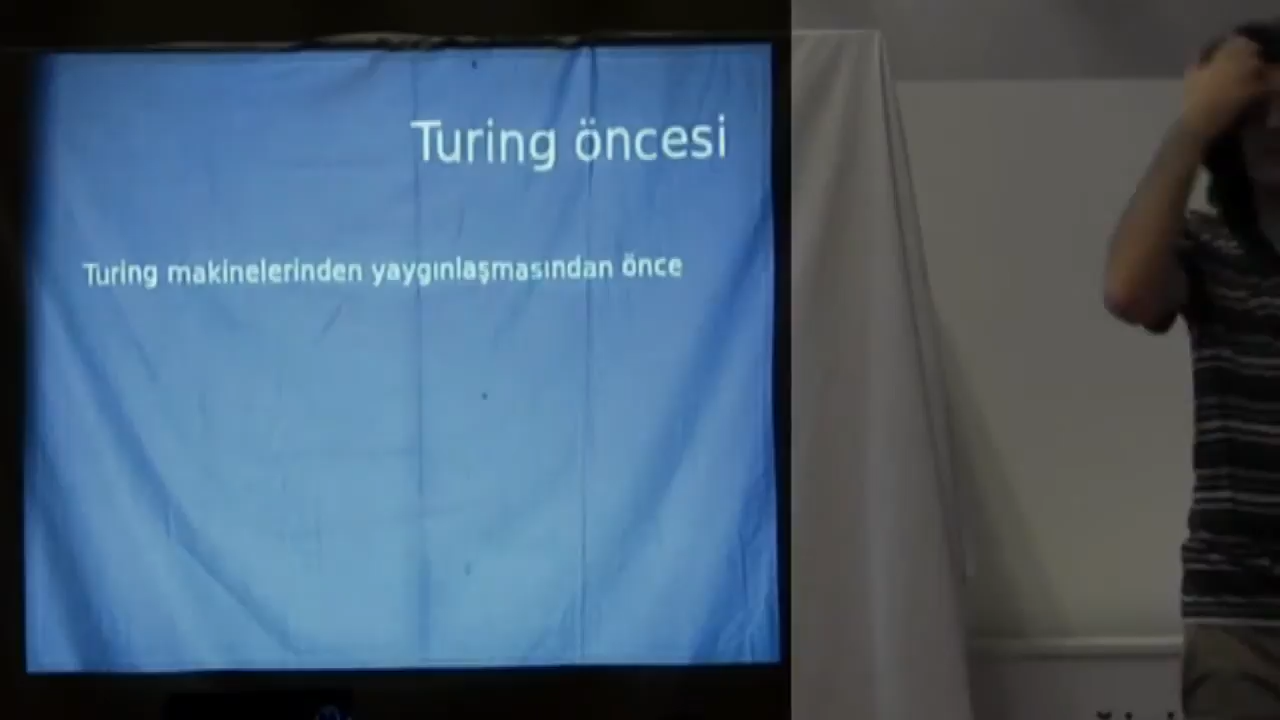 Turing öncesi
Turing makinelerinden yaygınlaşmasından önce